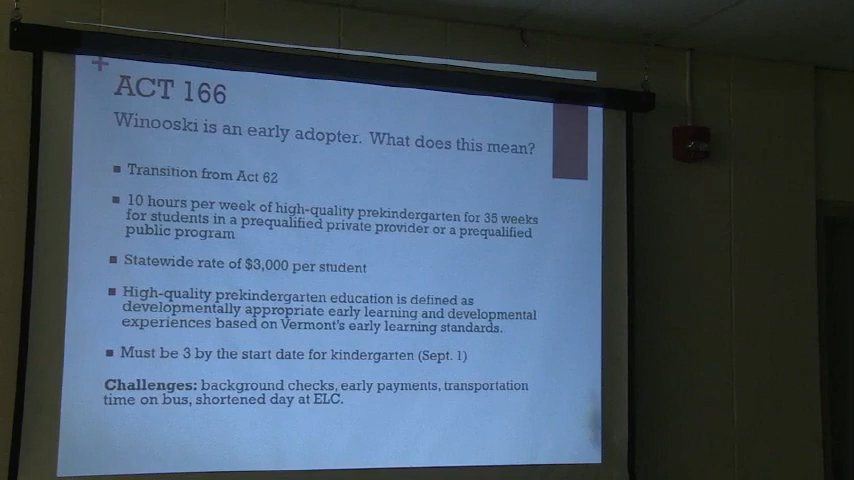 +
ACT 166
Winooski is an early adopter. What does this mean?
■ Transition from Act 62
■ 10 hours per week of high-quality prekindergarten for 35 weeks
for students in a prequalified private provider or a prequalified
public program
■ Statewide rate of $3,000 per student
■ High-quality prekindergarten education is defined as
developmentally appropriate early learning and developmental
experiences based on Vermont's early learning standards.
■ Must be 3 by the start date for kindergarten (Sept. 1)
Challenges: background checks, early payments, transportation
time on bus, shortened day at ELC.